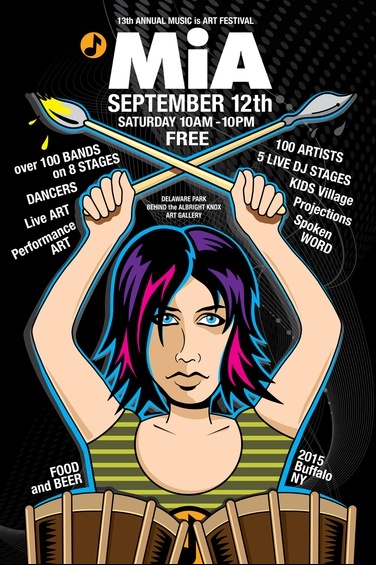 13th ANNUAL MUSIC is ART FESTIVAL
MiA
SEPTEMBER 12th
SATURDAY 10AM -10PM
FREE
over 100 BANDS
on 8 STAGES
DANCERS
Live ART
Performance
ART
100 ARTISTS
5 LIVE DJ STAGES
KIDS Village
Projections
Spoken
WORD
DELAWARE PARK
BEHIND the ALBRIGHT KNOX
ART GALLERY
FOOD
and BEER
2015
Buffalo
NY